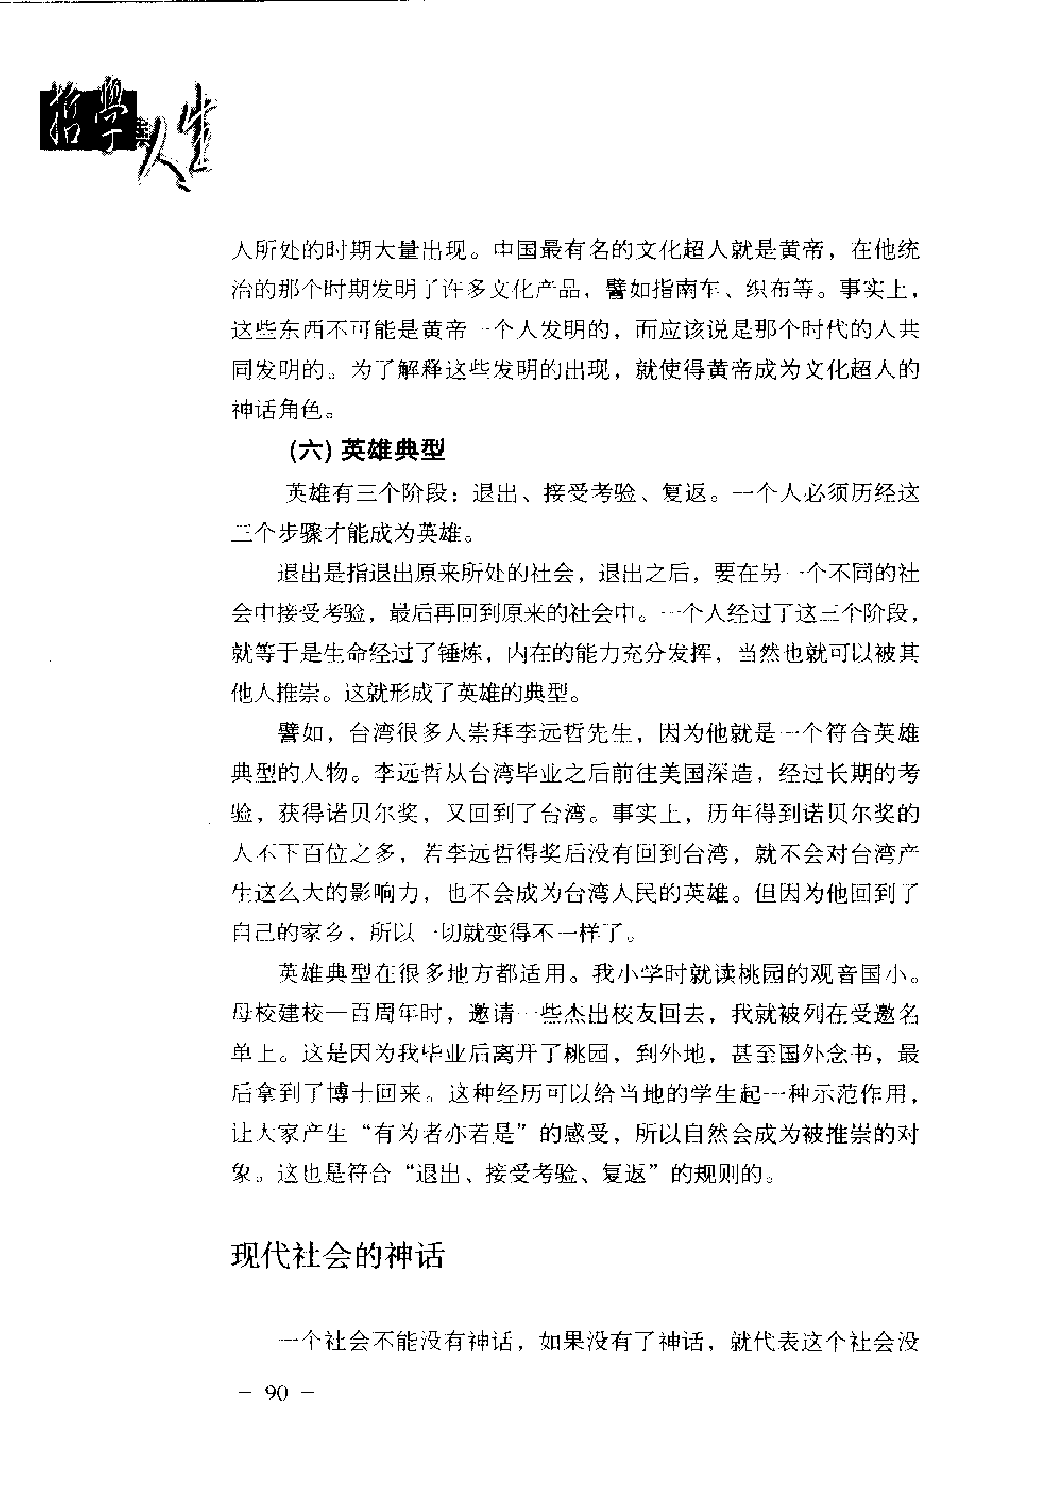 哲學與人生
人所处的时期大量出现。中国最有名的文化超人就是黄帝，在他统
治的那个时期发明了许多文化产品，譬如指南车、织布等。事实上，
这些东西不可能是黄帝一个人发明的，而应该说是那个时代的人共
同发明的。为了解释这些发明的出现，就使得黄帝成为文化超人的
神话角色。
(六) 英雄典型
英雄有三个阶段：退出、接受考验、复返。一个人必须历经这
三个步骤才能成为英雄。
退出是指退出原来所处的社会，退出之后，要在另一个不同的社
会中接受考验，最后再回到原来的社会中。一个人经过了这三个阶段，
就等于是生命经过了锤炼，内在的能力充分发挥，当然也就可以被其
他人推崇。这就形成了英雄的典型。
譬如，台湾很多人崇拜李远哲先生，因为他就是一个符合英雄
典型的人物。李远哲从台湾毕业之后前往美国深造，经过长期的考
验，获得诺贝尔奖，又回到了台湾。事实上，历年得到诺贝尔奖的
人不下百位之多，若李远哲得奖后没有回到台湾，就不会对台湾产
生这么大的影响力，也不会成为台湾人民的英雄。但因为他回到了
自己的家乡，所以一切就变得不一样了。
英雄典型在很多地方都适用。我小学时就读桃园的观音国小。
母校建校一百周年时，邀请一些杰出校友回去，我就被列在受邀名
单上。这是因为我毕业后离开了桃园，到外地，甚至国外念书，最
后拿到了博士回来。这种经历可以给当地的学生起一种示范作用，
让大家产生“有为者亦若是”的感受，所以自然会成为被推崇的对
象。这也是符合“退出、接受考验、复返”的规则的。
现代社会的神话
一个社会不能没有神话，如果没有了神话，就代表这个社会没
－ 90 －